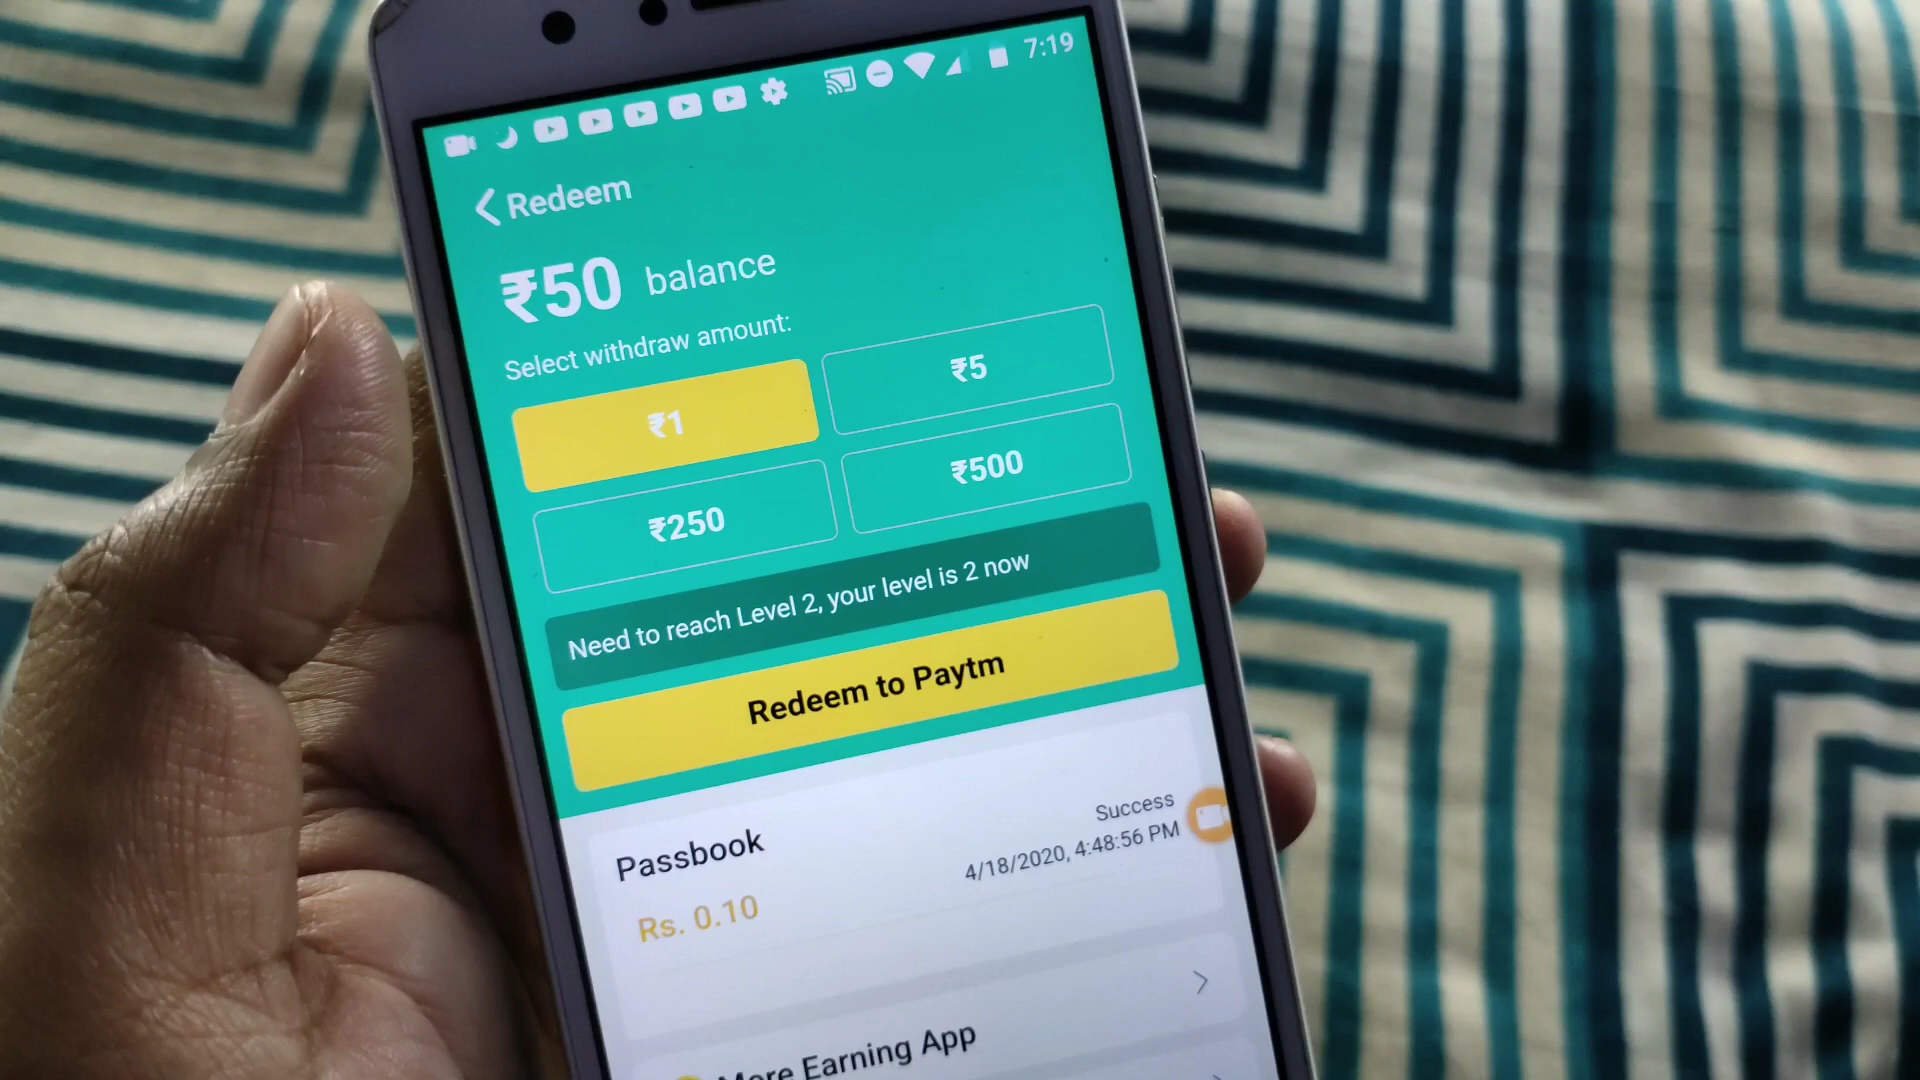 7:19
Redeem
₹50 balance
Select withdraw amount:
₹1
₹5
₹250
₹500
Need to reach Level 2, your level is 2 now
Redeem to Paytm
Passbook
Success
4/18/2020, 4:48:56 PM
Rs. 0.10
More Earning App